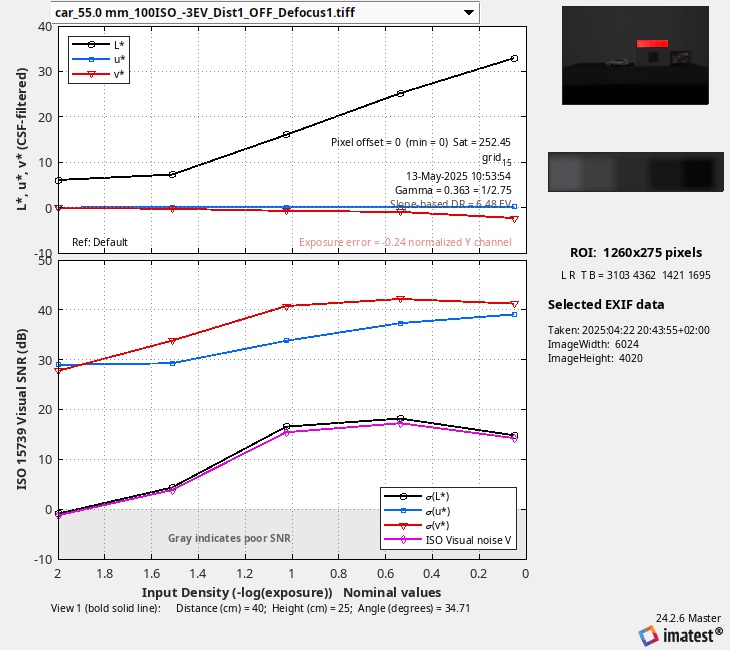 car_55.0 mm_100ISO_-3EV_Dist1_OFF_Defocus1.tiff
L*, u*, v* (CSF-filtered)
40
30
20
10
0
-10
L*
u*
v*
Pixel offset = 0 (min = 0) Sat = 252.45
grid15
13-May-2025 10:53:54
Gamma = 0.363 = 1/2.75
Slope-based DR = 6.48 EV
Ref: Default
Exposure error = -0.24 normalized Y channel
ISO 15739 Visual SNR (dB)
50
40
30
20
10
0
-10
Gray indicates poor SNR
σ(L*)
σ(u*)
σ(v*)
ISO Visual noise V
2
1.8
1.6
1.4
1.2
1
0.8
0.6
0.4
0.2
0
Input Density (-log(exposure)) Nominal values
View 1 (bold solid line): Distance (cm) = 40; Height (cm) = 25; Angle (degrees) = 34.71
ROI: 1260x275 pixels
L R T B = 3103 4362 1421 1695
Selected EXIF data
Taken: 2025:04:22 20:43:55+02:00
ImageWidth: 6024
ImageHeight: 4020
24.2.6 Master
imatest®